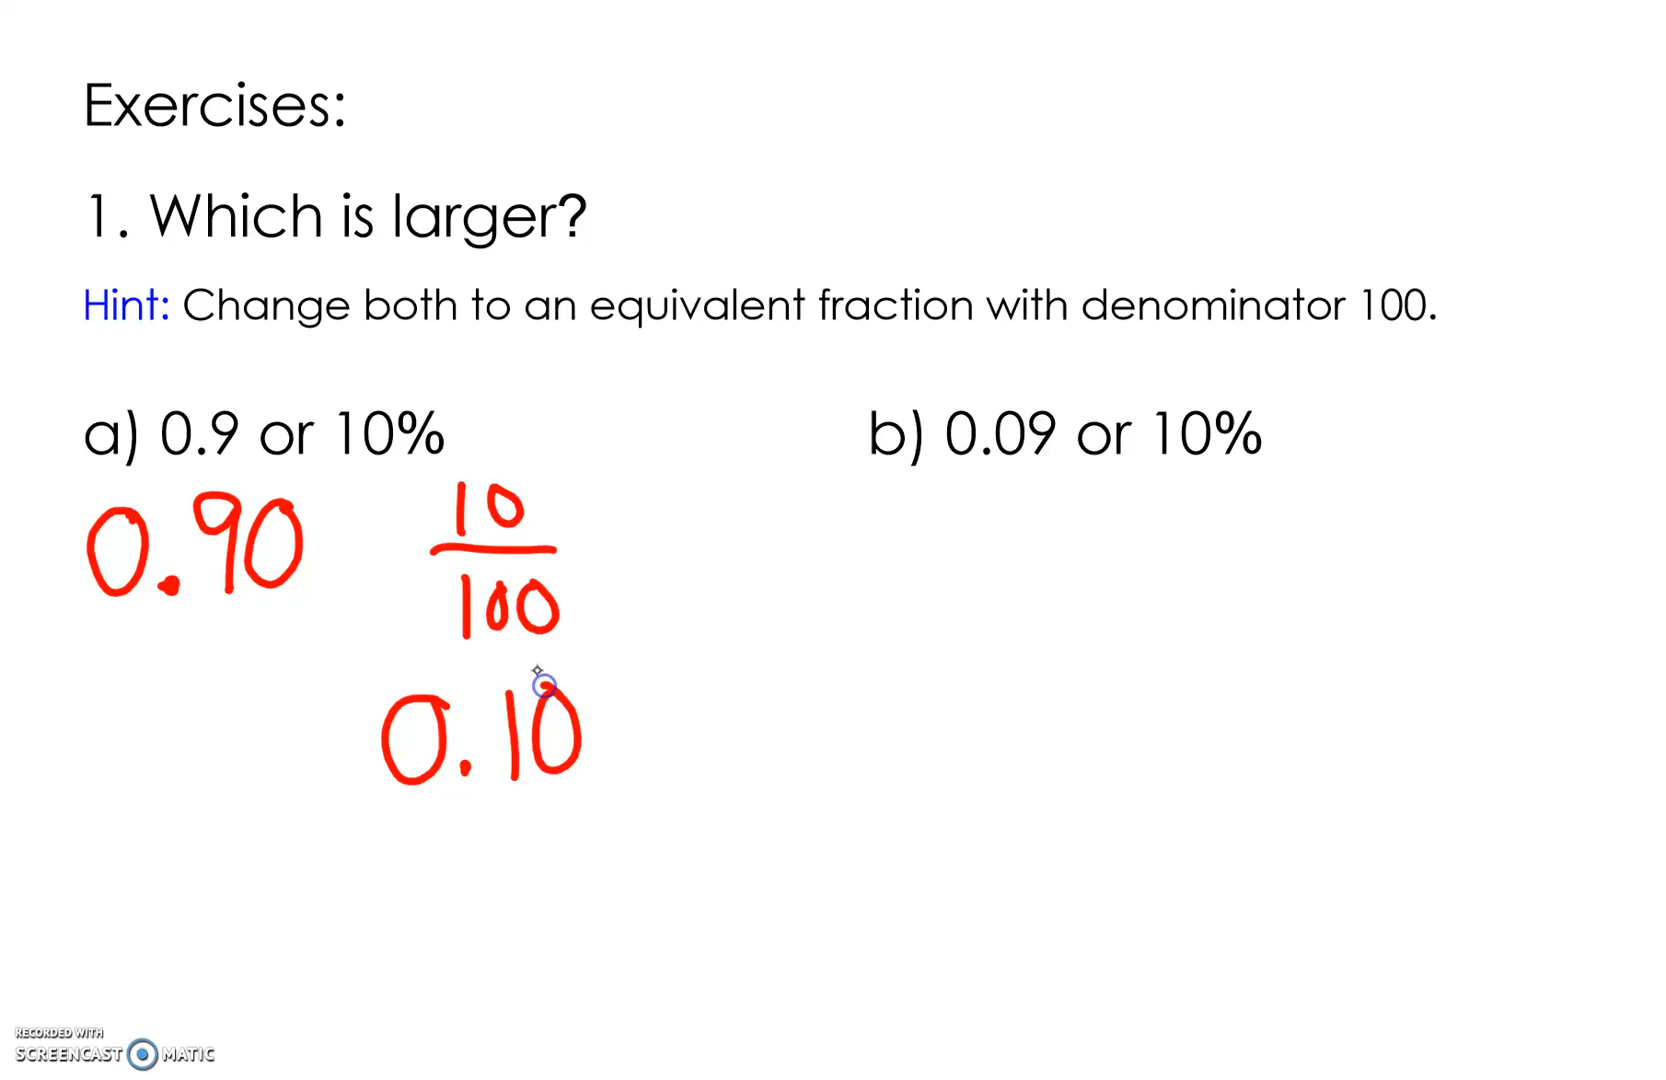 Exercises:
1. Which is larger?
Hint: Change both to an equivalent fraction with denominator 100.
a) 0.9 or 10%
b) 0.09 or 10%
0.90
10
100
0.10
RECORDED WITH
SCREENCAST MATIC